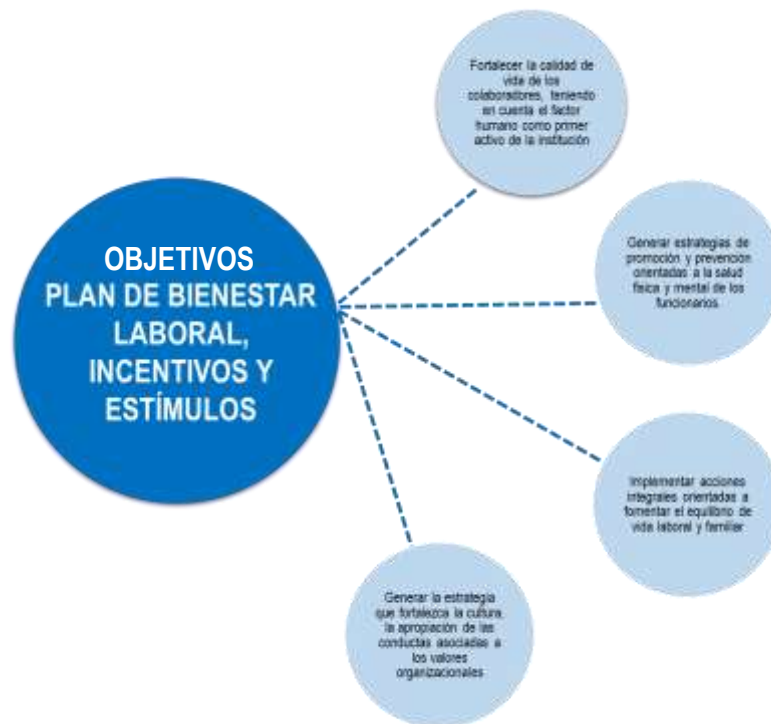 OBJETIVOS
PLAN DE BIENESTAR
LABORAL,
INCENTIVOS Y
ESTÍMULOS
Fortalecer la calidad de
vida de los
colaboradores, teniendo
en cuenta el factor
humano como primer
activo de la institución
Generar estrategias de
promoción y prevención
orientadas a la salud
física y mental de los
funcionarios.
Implementar acciones
integrales orientadas a
fomentar el equilibrio de
vida laboral y familiar
Generar la estrategia
que fortalezca la cultura
la apropiación de las
conductas asociadas a
los valores
organizacionales